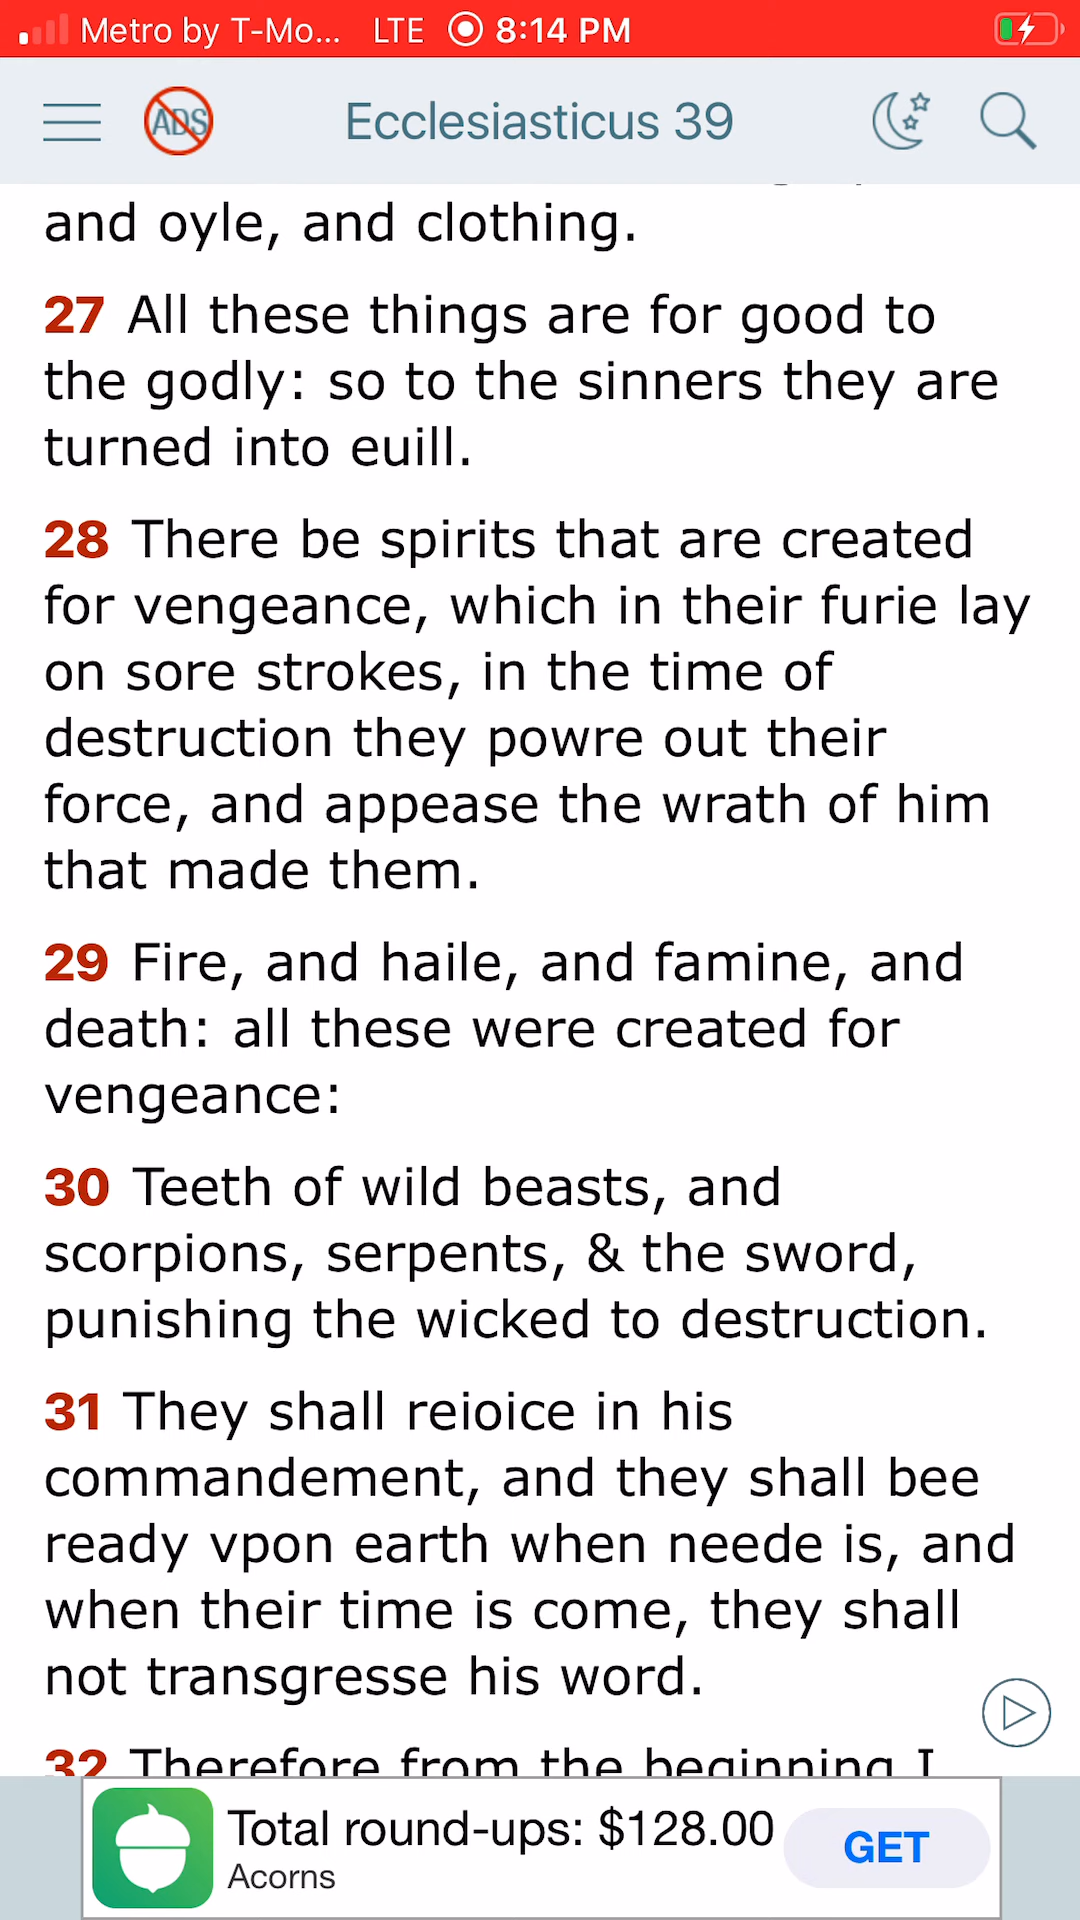 Metro by T-Mo... LTE 8:14 PM
ADS Ecclesiasticus 39
and oyle, and clothing.
27 All these things are for good to
the godly: so to the sinners they are
turned into euill.
28 There be spirits that are created
for vengeance, which in their furie lay
on sore strokes, in the time of
destruction they powre out their
force, and appease the wrath of him
that made them.
29 Fire, and haile, and famine, and
death: all these were created for
vengeance:
30 Teeth of wild beasts, and
scorpions, serpents, & the sword,
punishing the wicked to destruction.
31 They shall reioice in his
commandement, and they shall bee
ready vpon earth when neede is, and
when their time is come, they shall
not transgresse his word.
32 Therefore from the beginning I
Total round-ups: $128.00
Acorns
GET